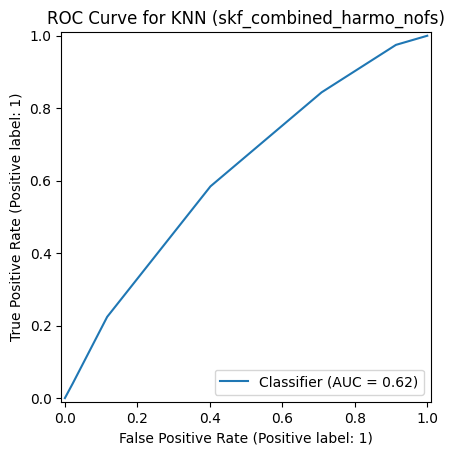 ROC Curve for KNN (skf_combined_harmo_nofs)
1.0
0.8
0.6
0.4
0.2
0.0
True Positive Rate (Positive label: 1)
Classifier (AUC = 0.62)
0.0 0.2 0.4 0.6 0.8 1.0
False Positive Rate (Positive label: 1)